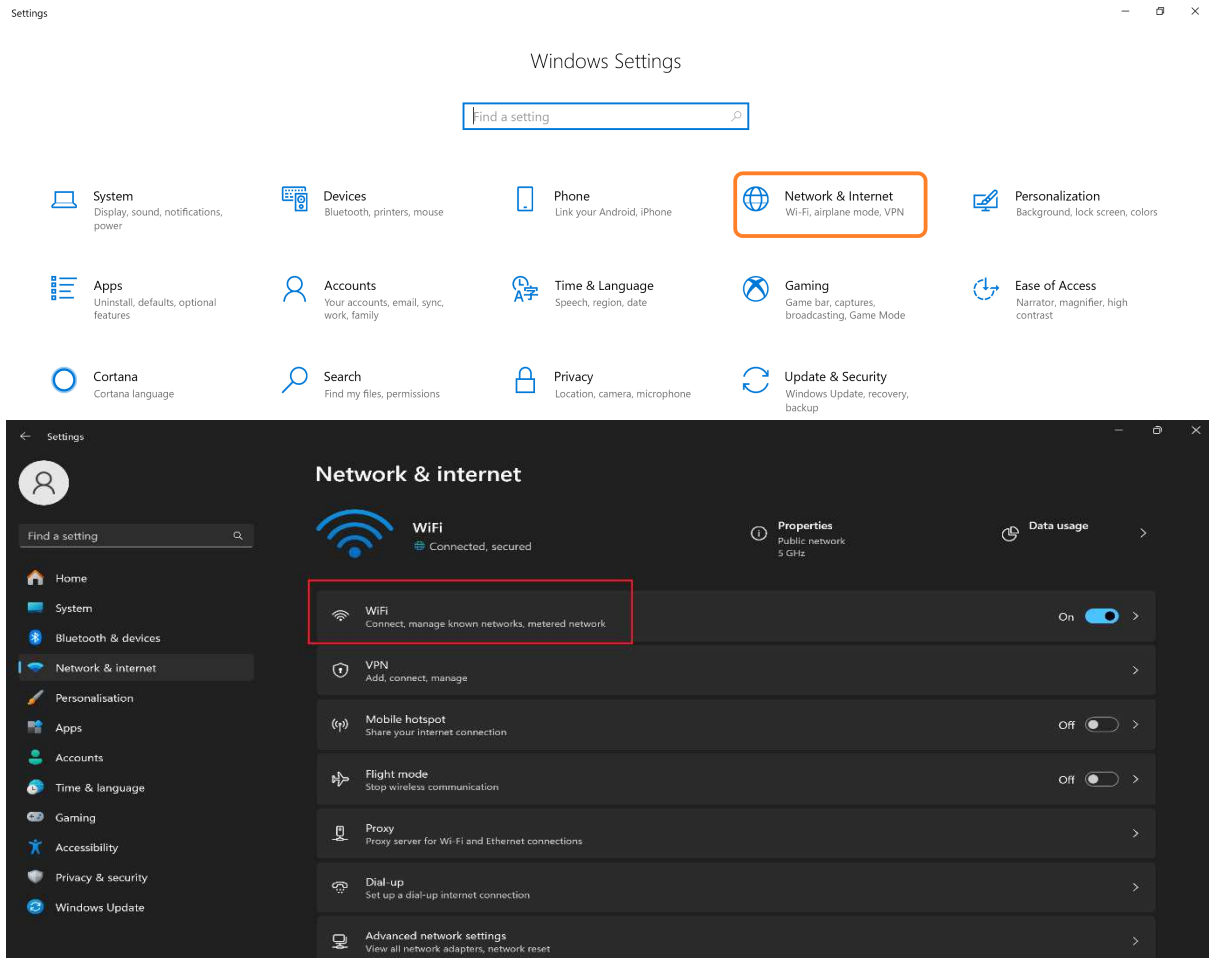 Settings
Windows Settings
Find a setting
System
Display, sound, notifications,
power
Devices
Bluetooth, printers, mouse
Phone
Link your Android, iPhone
Network & Internet
Wi-Fi, airplane mode, VPN
Personalization
Background, lock screen, colors
Apps
Uninstall, defaults, optional
features
Accounts
Your accounts, email, sync,
work, family
Time & Language
Speech, region, date
Gaming
Game bar, captures,
broadcasting, Game Mode
Ease of Access
Narrator, magnifier, high
contrast
Cortana
Cortana language
Search
Find my files, permissions
Privacy
Location, camera, microphone
Update & Security
Windows Update, recovery,
backup
Settings
Find a setting
Home
System
Bluetooth & devices
Network & internet
Personalisation
Apps
Accounts
Time & language
Gaming
Accessibility
Privacy & security
Windows Update
Network & internet
WiFi
Connected, secured
Properties
Public network
5 GHz
Data usage
WiFi
Connect, manage known networks, metered network
On
VPN
Add, connect, manage
Mobile hotspot
Share your internet connection
Off
Flight mode
Stop wireless communication
Off
Proxy
Proxy server for Wi-Fi and Ethernet connections
Dial-up
Set up a dial-up internet connection
Advanced network settings
View all network adapters, network reset